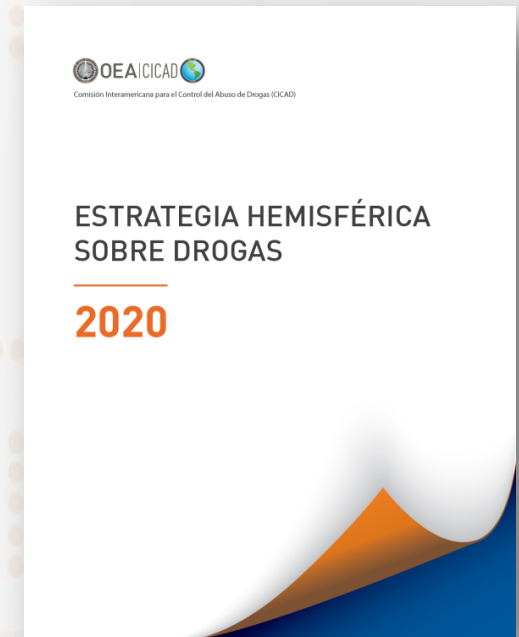 OEA|CICAD
Comisión Interamericana para el Control del Abuso de Drogas (CICAD)
ESTRATEGIA HEMISFÉRICA
SOBRE DROGAS
2020